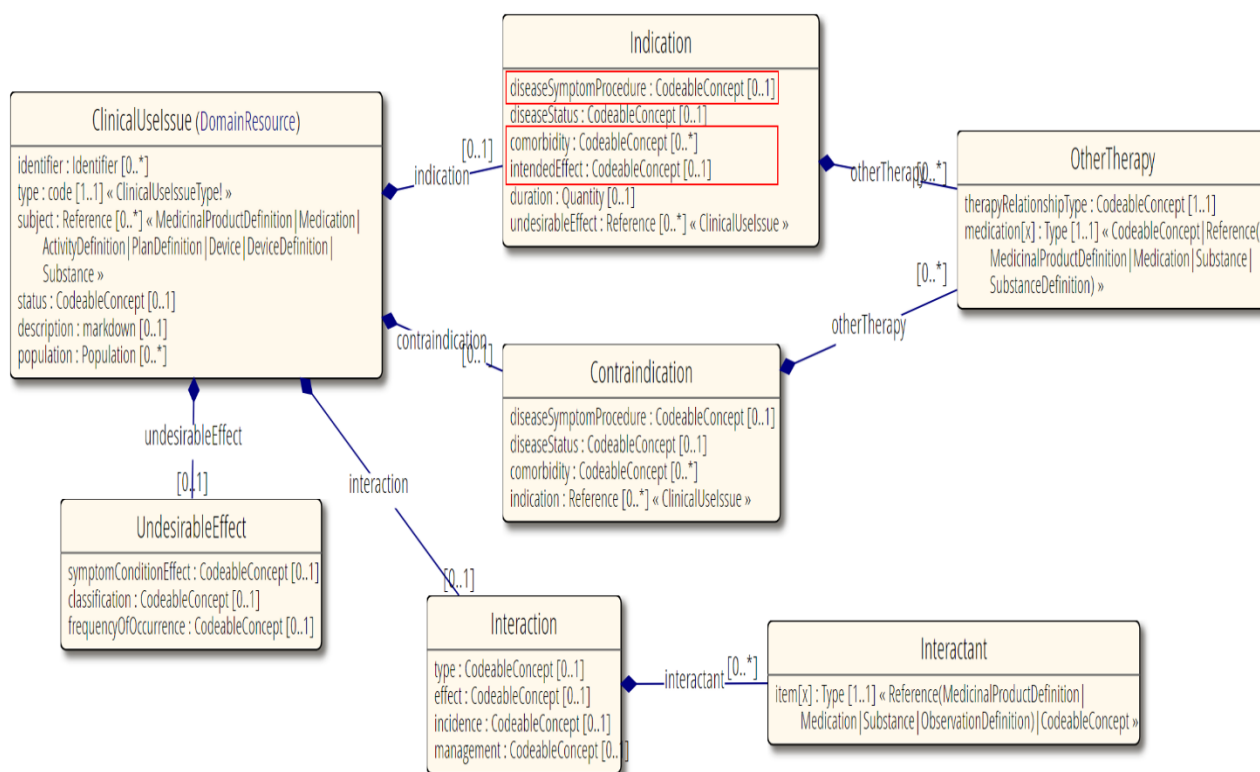 Indication
diseaseSymptomProcedure : CodeableConcept [0..1]
diseaseStatus : CodeableConcept [0..1]
comorbidity : CodeableConcept [0..*]
intendedEffect : CodeableConcept [0..1]
duration : Quantity [0..1]
undesirableEffect : Reference [0..*] « ClinicalUseIssue »
ClinicalUseIssue (DomainResource)
identifier : Identifier [0..*]
type : code [1..1] « ClinicalUseIssueType! »
subject : Reference [0..*] « MedicinalProductDefinition|Medication|
ActivityDefinition|PlanDefinition|Device|DeviceDefinition|
Substance »
status : CodeableConcept [0..1]
description : markdown [0..1]
population : Population [0..*]
[0..1]
indication
otherTherapy
[0..*]
OtherTherapy
therapyRelationshipType : CodeableConcept [1..1]
medication[x] : Type [1..1] « CodeableConcept|Reference(
MedicinalProductDefinition|Medication|Substance|
SubstanceDefinition) »
[0..*]
otherTherapy
contraindication
[0..1]
Contraindication
diseaseSymptomProcedure : CodeableConcept [0..1]
diseaseStatus : CodeableConcept [0..1]
comorbidity : CodeableConcept [0..*]
indication : Reference [0..*] « ClinicalUseIssue »
undesirableEffect
[0..1]
interaction
[0..1]
UndesirableEffect
symptomConditionEffect : CodeableConcept [0..1]
classification : CodeableConcept [0..1]
frequencyOfOccurrence : CodeableConcept [0..1]
Interaction
type : CodeableConcept [0..1]
effect : CodeableConcept [0..1]
incidence : CodeableConcept [0..1]
management : CodeableConcept [0..1]
interactant
[0..*]
Interactant
item[x] : Type [1..1] « Reference(MedicinalProductDefinition|
Medication|Substance|ObservationDefinition)|CodeableConcept »